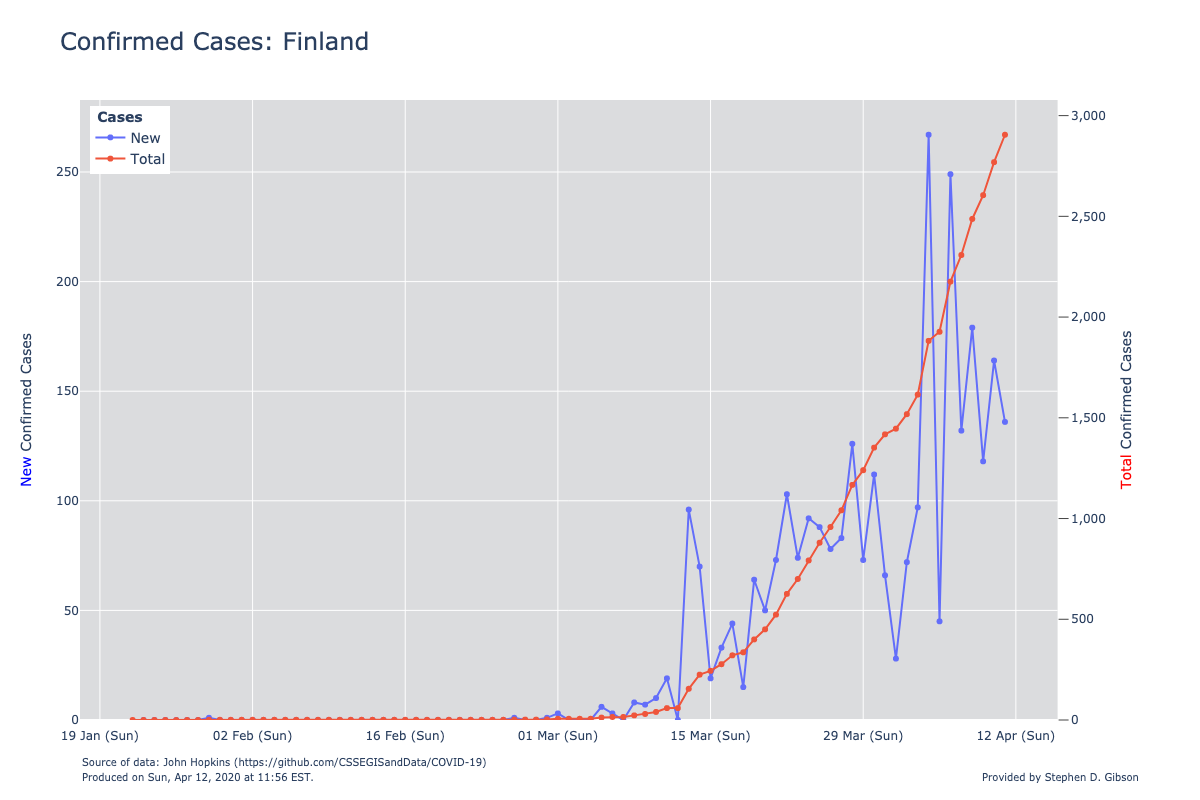 Confirmed Cases: Finland
Cases
New
Total
250
200
150
100
50
0
New Confirmed Cases
3,000
2,500
2,000
1,500
1,000
500
0
Total Confirmed Cases
19 Jan (Sun)
02 Feb (Sun)
16 Feb (Sun)
01 Mar (Sun)
15 Mar (Sun)
29 Mar (Sun)
12 Apr (Sun)
Source of data: John Hopkins (https://github.com/CSSEGISandData/COVID-19)
Produced on Sun, Apr 12, 2020 at 11:56 EST.
Provided by Stephen D. Gibson